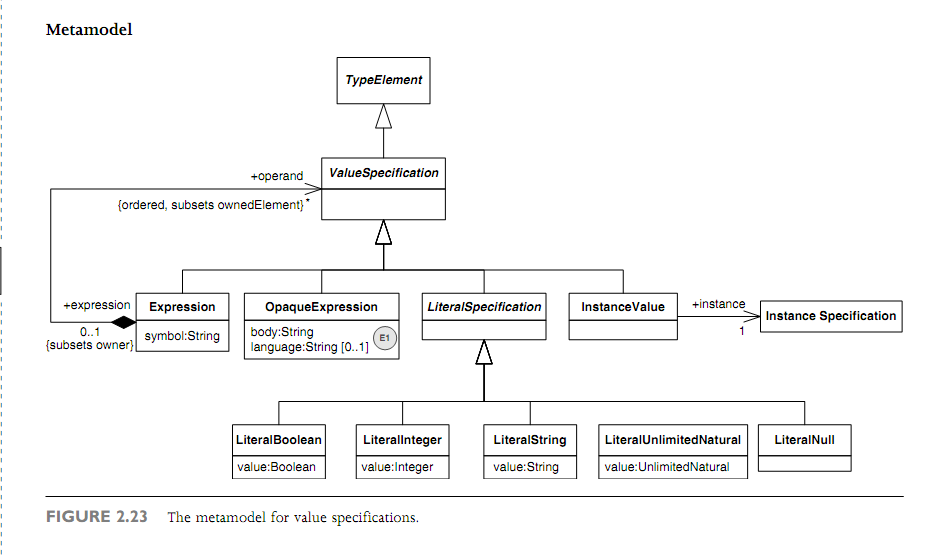 Metamodel
TypeElement
+operand
ValueSpecification
{ordered, subsets ownedElement}
*
+expression
0..1
{subsets owner}
Expression
symbol:String
OpaqueExpression
body:String
language:String [0..1]
E1
LiteralSpecification
InstanceValue
+instance
1
Instance Specification
LiteralBoolean
value:Boolean
LiteralInteger
value:Integer
LiteralString
value:String
LiteralUnlimitedNatural
value:UnlimitedNatural
LiteralNull
FIGURE 2.23 The metamodel for value specifications.